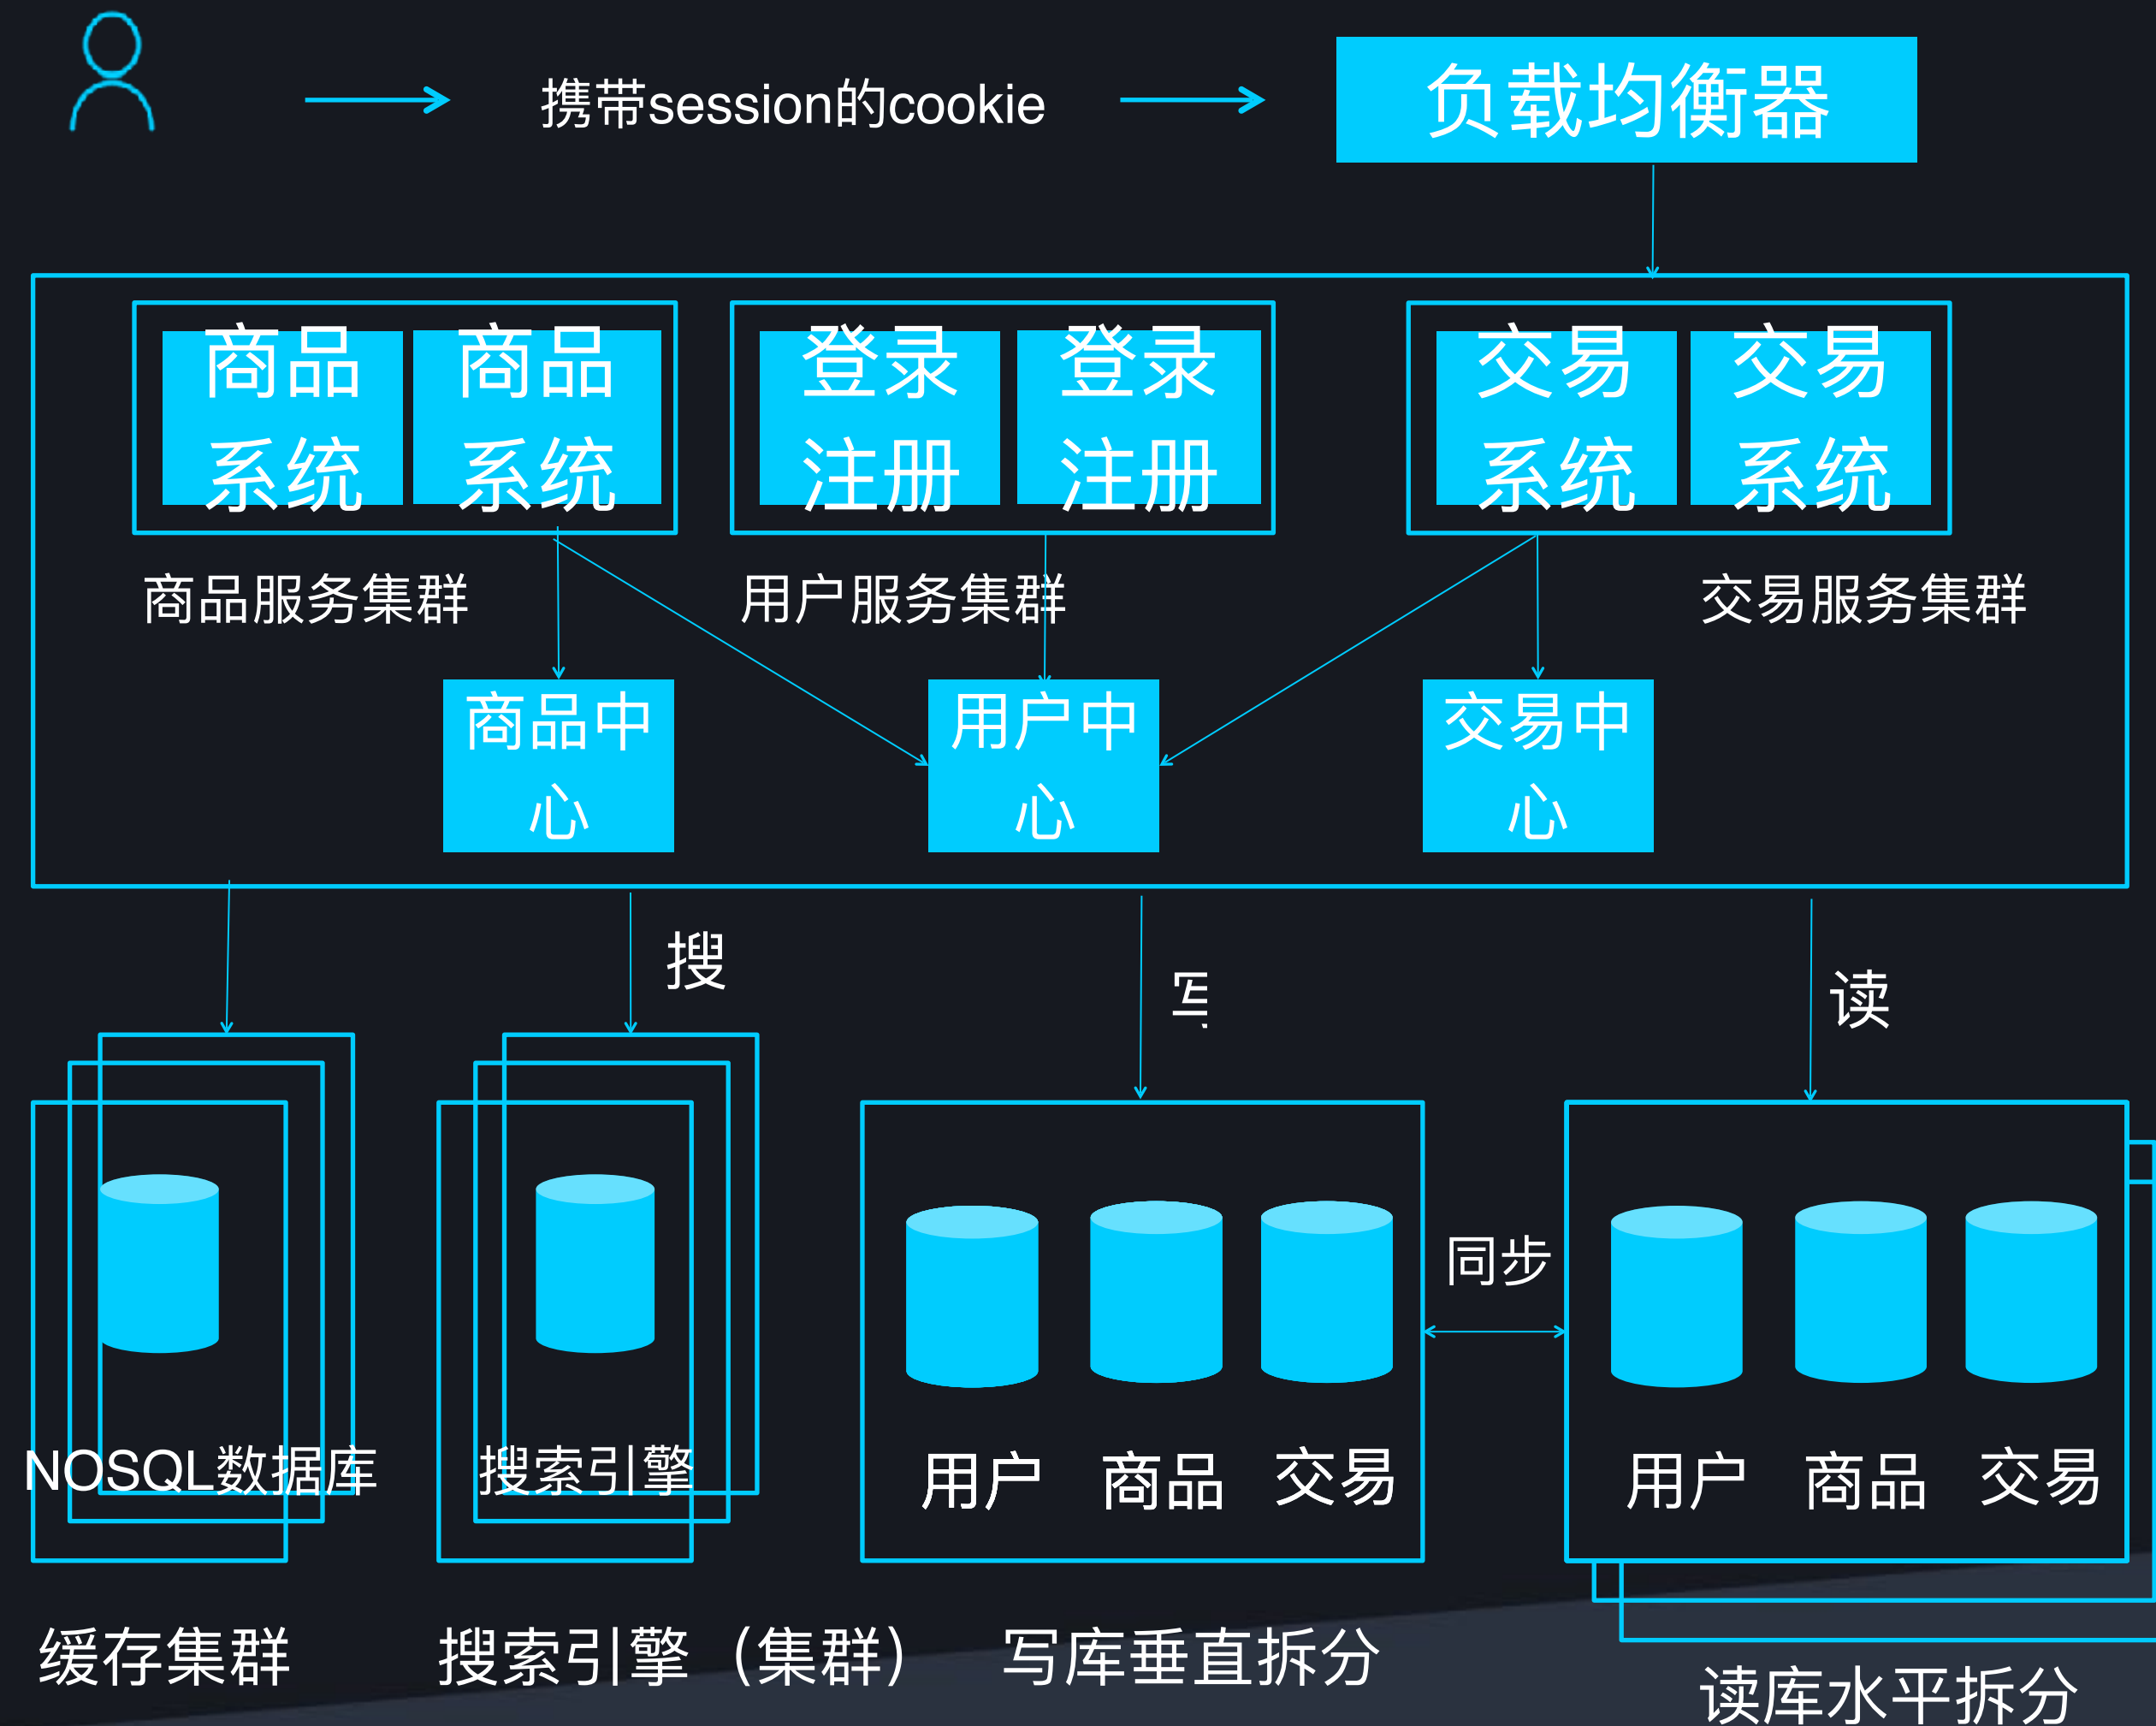 携带session的cookie
负载均衡器
商品
系统
商品
系统
登录
注册
登录
注册
交易
系统
交易
系统
商品服务集群
用户服务集群
交易服务集群
商品中
心
用户中
心
交易中
心
搜
读
同步
NOSQL数据库
搜索引擎
用户
商品
交易
用户
商品
交易
缓存集群
搜索引擎（集群）
写库垂直拆分
读库水平拆分